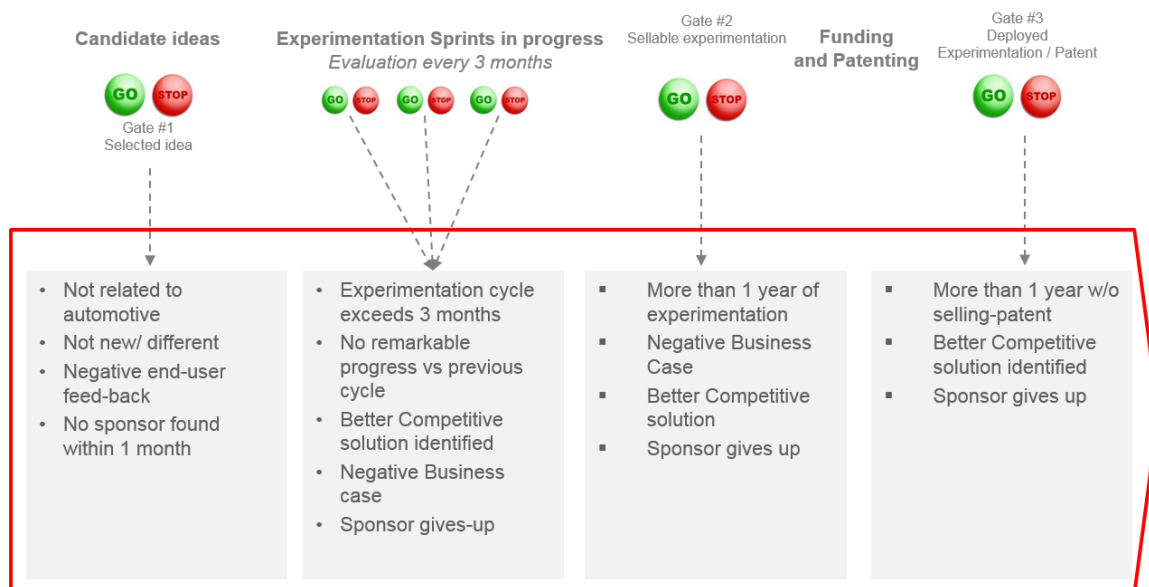 Candidate ideas
GO STOP
Gate #1
Selected idea
Experimentation Sprints in progress
Evaluation every 3 months
GO STOP GO STOP GO STOP
Gate #2
Sellable experimentation
GO STOP
Funding
and Patenting
Gate #3
Deployed
Experimentation / Patent
GO STOP
• Not related to
automotive
• Not new/ different
• Negative end-user
feed-back
• No sponsor found
within 1 month
• Experimentation cycle
exceeds 3 months
• No remarkable
progress vs previous
cycle
• Better Competitive
solution identified
• Negative Business
case
• Sponsor gives-up
▪ More than 1 year of
experimentation
▪ Negative Business
Case
▪ Better Competitive
solution
▪ Sponsor gives up
▪ More than 1 year w/o
selling-patent
▪ Better Competitive
solution identified
▪ Sponsor gives up